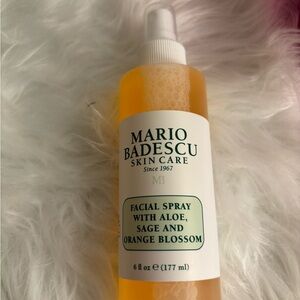 MARIO
BADESCU
SKIN CARE
Since 1967
FACIAL SPRAY
WITH ALOE,
SAGE AND
ORANGE BLOSSOM
6 fl oz ℮ (177 ml)